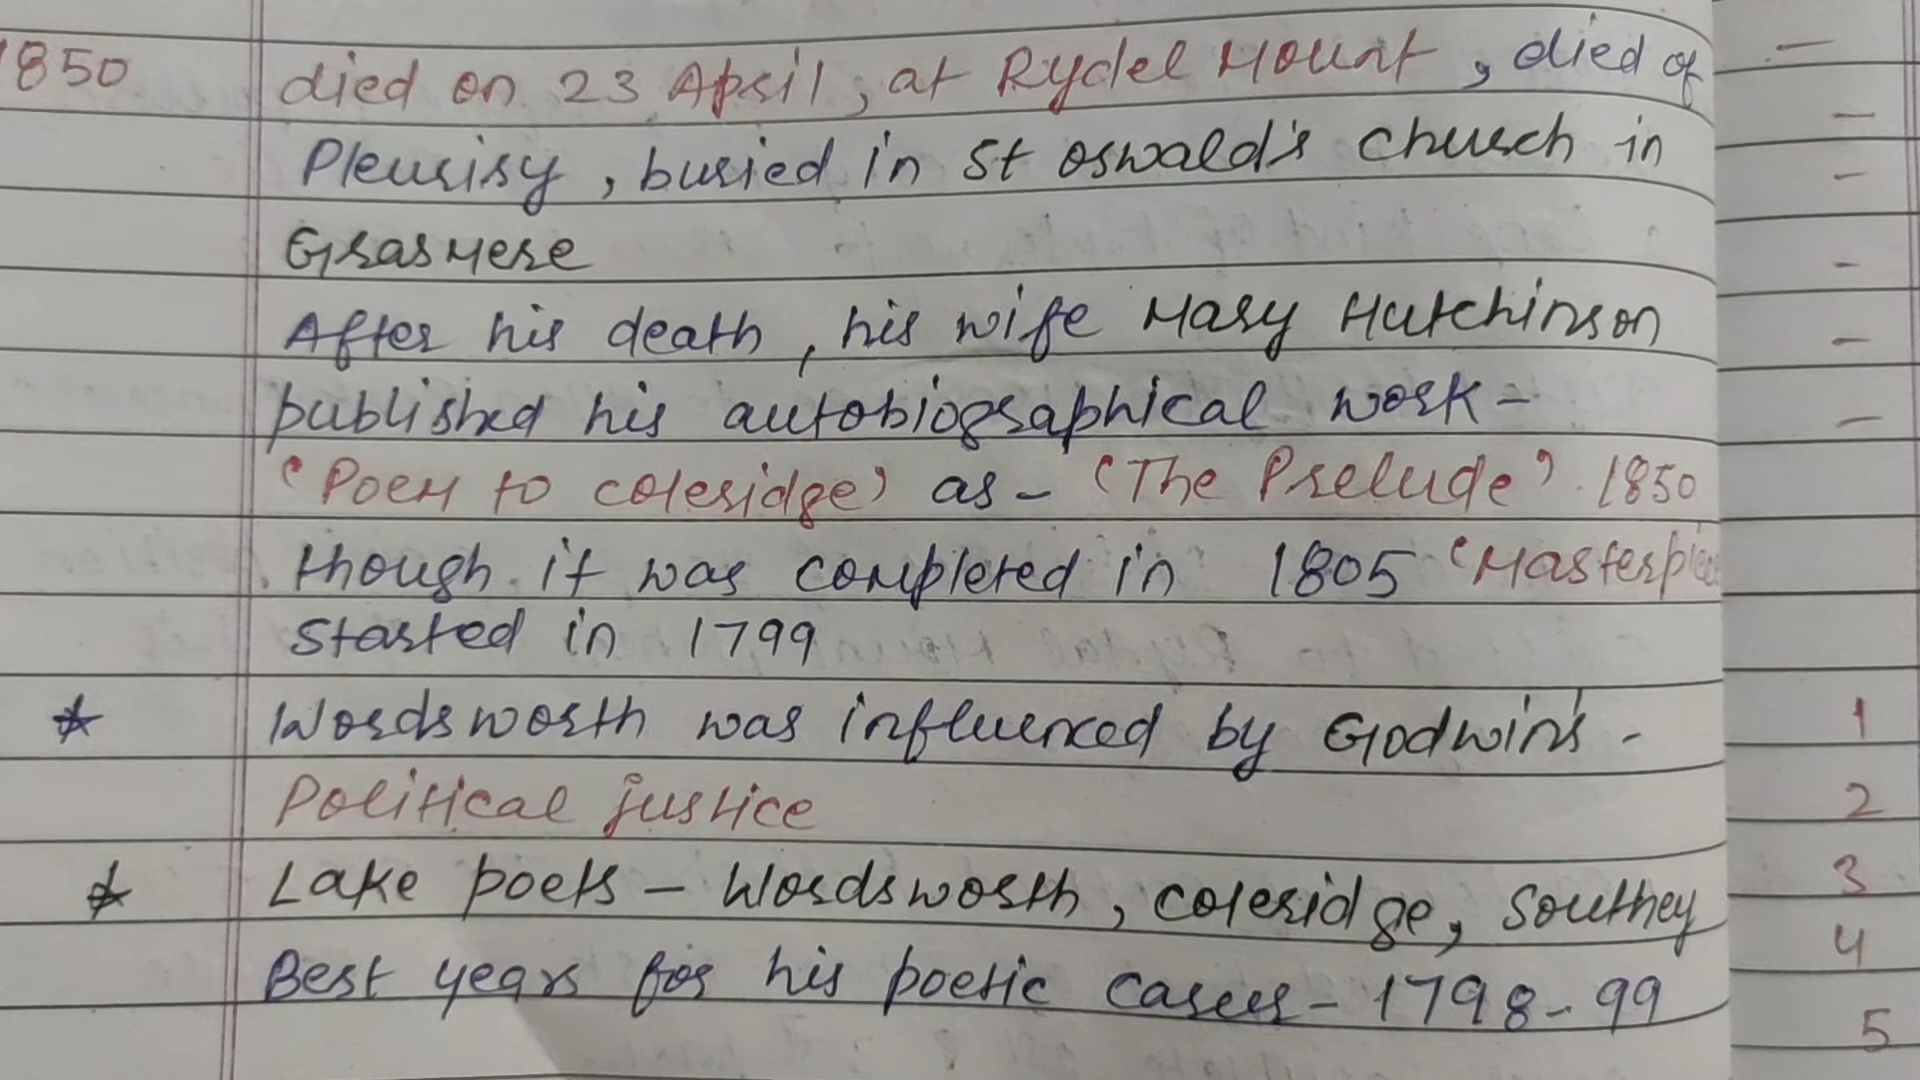 1850 died on 23 April, at Rydel Mount, died of
Pleurisiy, buried in St Oswald's church in
Grasmere
After his death, his wife Mary Hutchinson
published his autobiographical work -
'Poem to coleridge' as - 'The Prelude' 1850
though it was completed in 1805 'Masterpiece
Started in 1799
Wordsworth was influenced by Godwin's -
Political justice
Lake poets - Wordsworth, coleridge, Southey
Best years for his poetic career - 1798-99
1
2
3
4
5